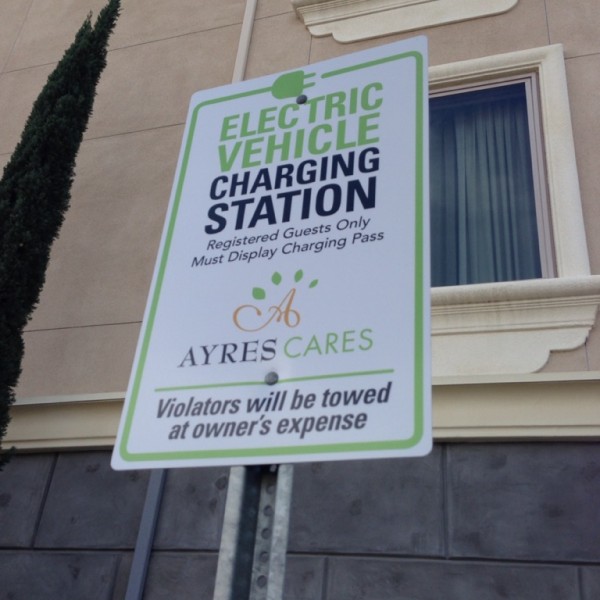 ELECTRIC
VEHICLE
CHARGING
STATION
Registered Guests Only
Must Display Charging Pass
A
AYRES CARES
Violators will be towed
at owner's expense